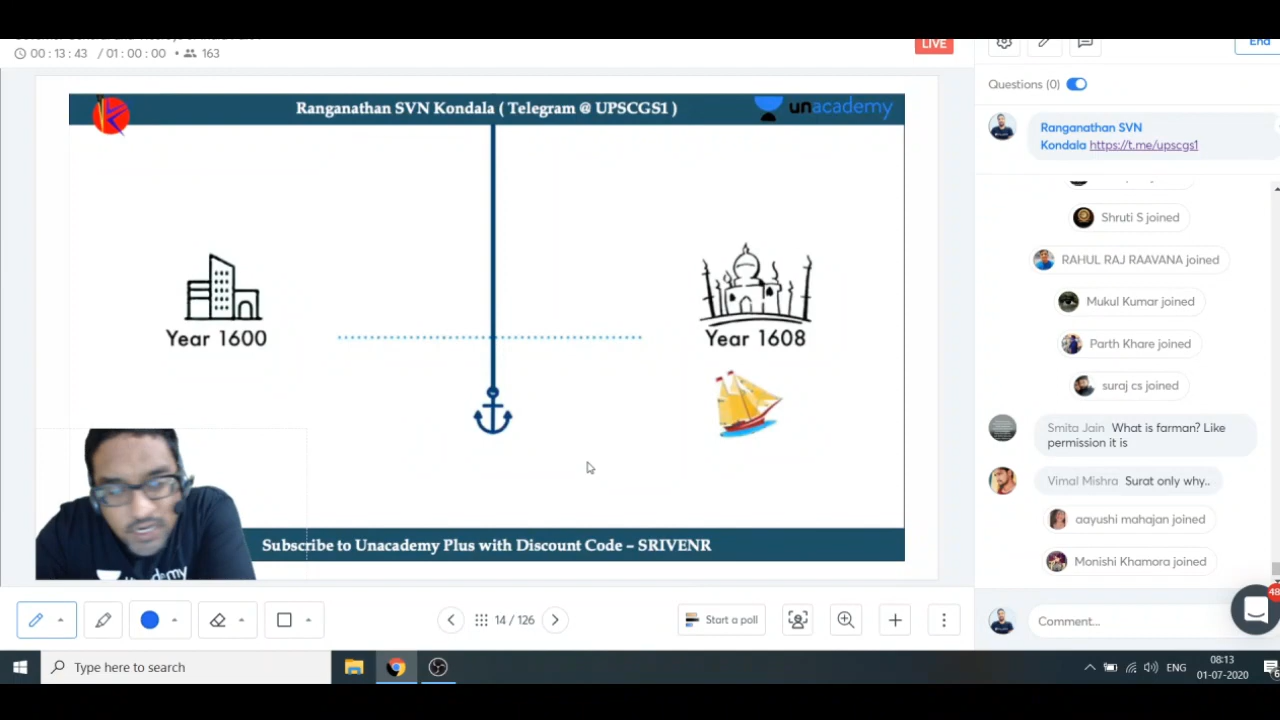 00 : 13 : 43 / 01 : 00 : 00 • 163
LIVE
End
Ranganathan SVN Kondala ( Telegram @ UPSCGS1 )
unacademy
Year 1600
Year 1608
Subscribe to Unacademy Plus with Discount Code – SRIVENR
Questions (0)
Ranganathan SVN
Kondala https://t.me/upscgs1
Shruti S joined
RAHUL RAJ RAAVANA joined
Mukul Kumar joined
Parth Khare joined
suraj cs joined
Smita Jain What is farman? Like
permission it is
Vimal Mishra Surat only why..
aayushi mahajan joined
Monishi Khamora joined
14 / 126
Start a poll
Comment...
48
Type here to search
ENG
08:13
01-07-2020
6